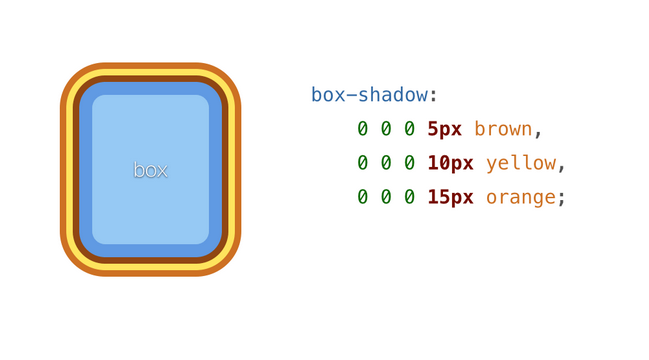 box
box-shadow:
0 0 0 5px brown,
0 0 0 10px yellow,
0 0 0 15px orange;